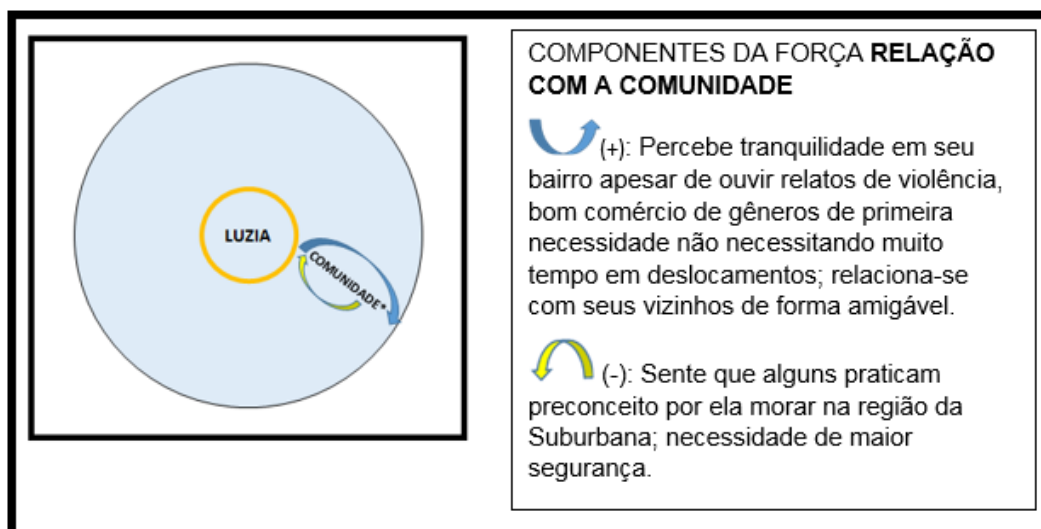 LUZIA
COMUNIDADE*
COMPONENTES DA FORÇA RELAÇÃO
COM A COMUNIDADE
(+): Percebe tranquilidade em seu
bairro apesar de ouvir relatos de violência,
bom comércio de gêneros de primeira
necessidade não necessitando muito
tempo em deslocamentos; relaciona-se
com seus vizinhos de forma amigável.
(-): Sente que alguns praticam
preconceito por ela morar na região da
Suburbana; necessidade de maior
segurança.